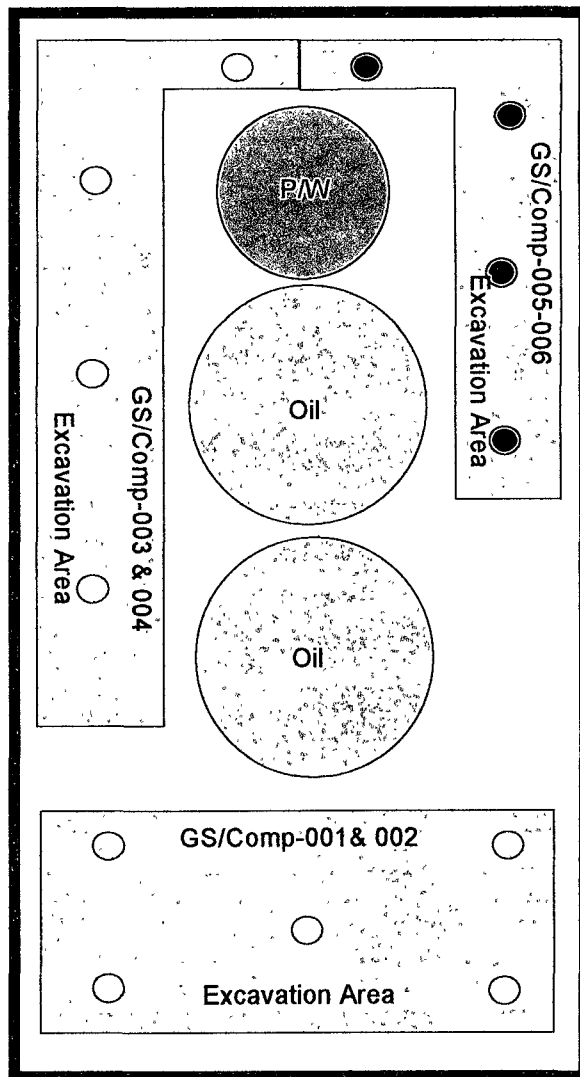 P/W
GS/Comp-005-006
Excavation Area
Oil
GS/Comp-003 & 004
Excavation Area
Oil
GS/Comp-001& 002
Excavation Area